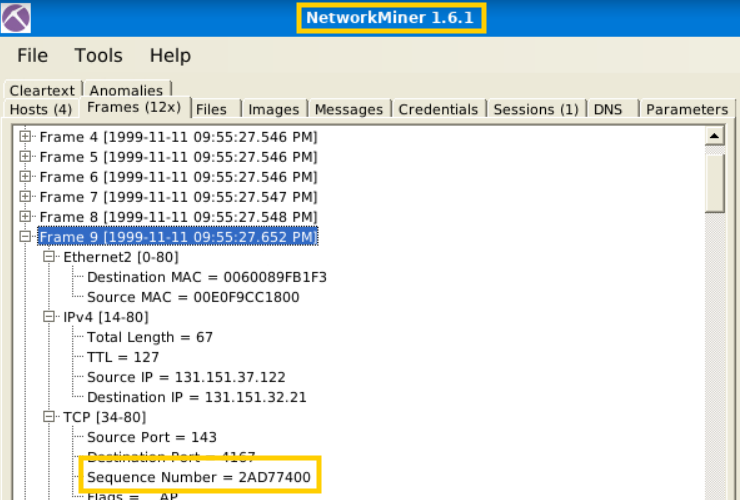 NetworkMiner 1.6.1
File Tools Help
Cleartext Anomalies
Hosts (4) Frames (12x) Files Images Messages Credentials Sessions (1) DNS Parameters
Frame 4 [1999-11-11 09:55:27.546 PM]
Frame 5 [1999-11-11 09:55:27.546 PM]
Frame 6 [1999-11-11 09:55:27.546 PM]
Frame 7 [1999-11-11 09:55:27.547 PM]
Frame 8 [1999-11-11 09:55:27.548 PM]
Frame 9 [1999-11-11 09:55:27.652 PM]
Ethernet2 [0-80]
Destination MAC = 0060089FB1F3
Source MAC = 00E0F9CC1800
IPv4 [14-80]
Total Length = 67
TTL = 127
Source IP = 131.151.37.122
Destination IP = 131.151.32.21
TCP [34-80]
Source Port = 143
Destination Port = 4167
Sequence Number = 2AD77400
Flags = __AP